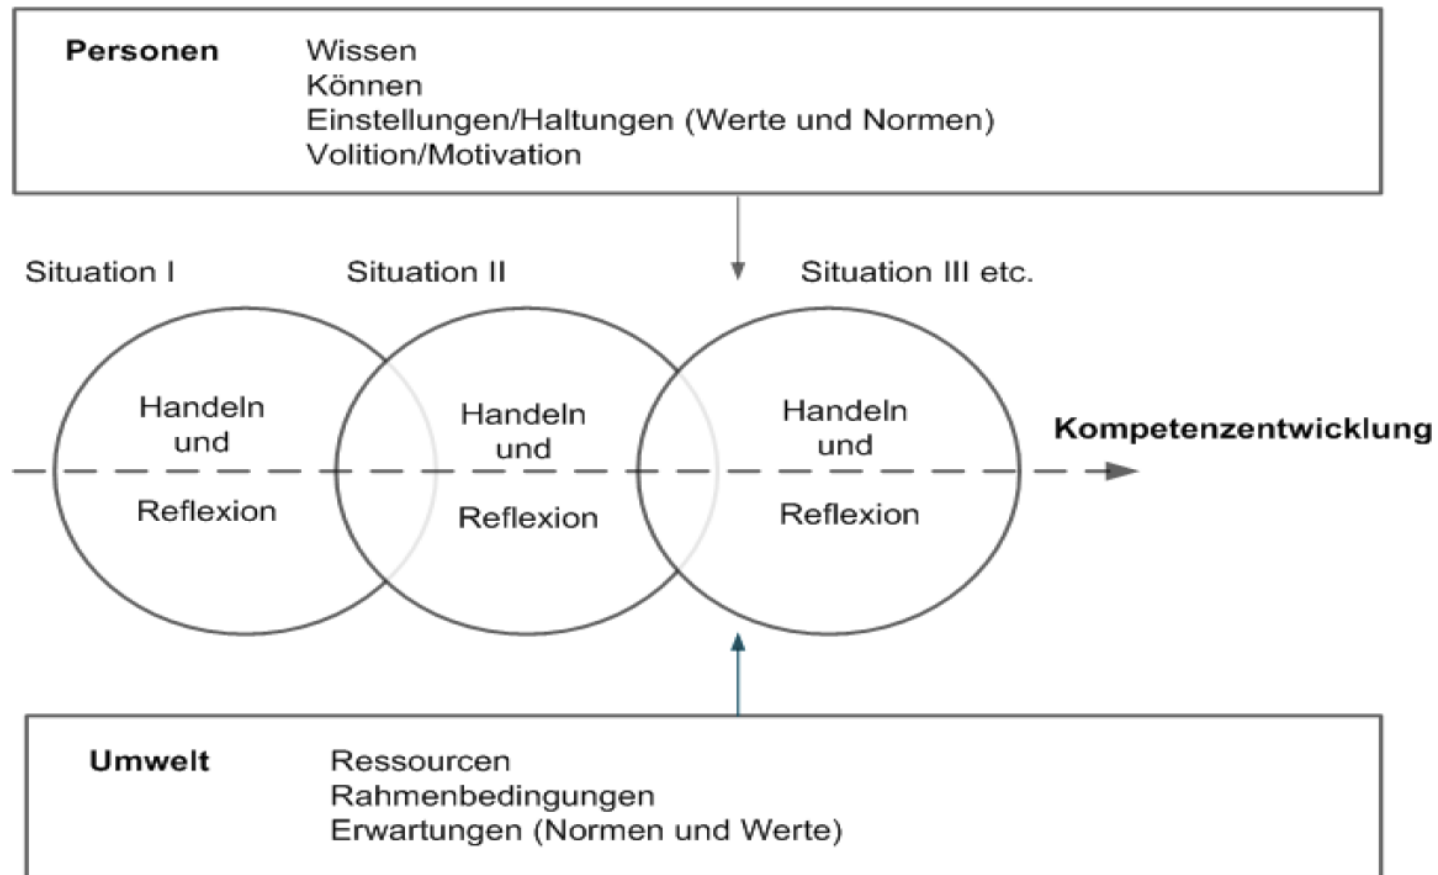 Personen Wissen
Können
Einstellungen/Haltungen (Werte und Normen)
Volition/Motivation
Situation I
Situation II
Situation III etc.
Handeln
und
Reflexion
Handeln
und
Reflexion
Handeln
und
Reflexion
Kompetenzentwicklung
Umwelt Ressourcen
Rahmenbedingungen
Erwartungen (Normen und Werte)